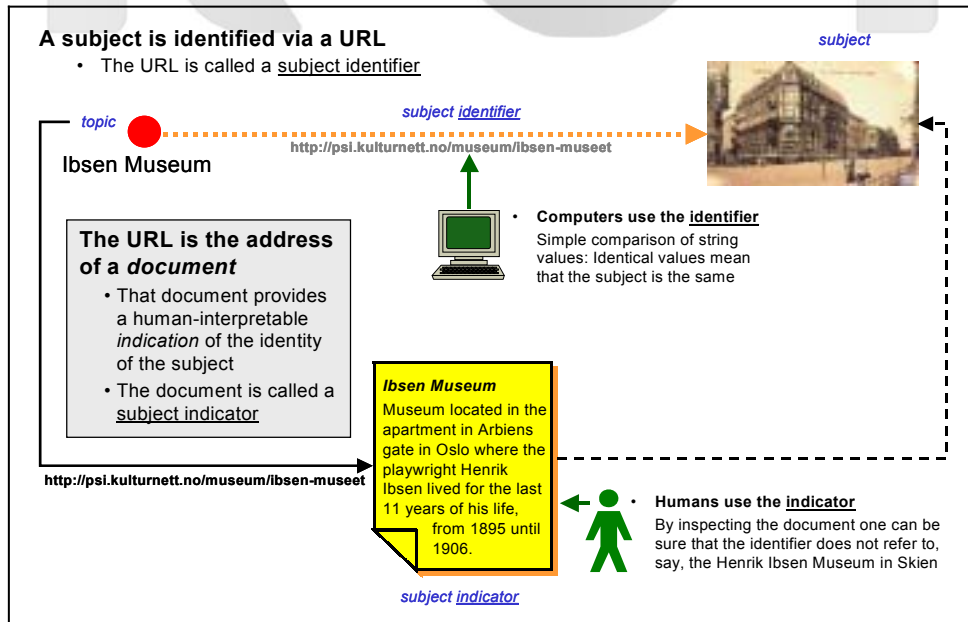 A subject is identified via a URL
• The URL is called a subject identifier
subject
topic
subject identifier
http://psi.kulturnett.no/museum/ibsen-museet
Ibsen Museum
• Computers use the identifier
Simple comparison of string
values: Identical values mean
that the subject is the same
The URL is the address
of a document
• That document provides
a human-interpretable
indication of the identity
of the subject
• The document is called a
subject indicator
http://psi.kulturnett.no/museum/ibsen-museet
Ibsen Museum
Museum located in the
apartment in Arbiens
gate in Oslo where the
playwright Henrik
Ibsen lived for the last
11 years of his life,
from 1895 until
1906.
subject indicator
• Humans use the indicator
By inspecting the document one can be
sure that the identifier does not refer to,
say, the Henrik Ibsen Museum in Skien